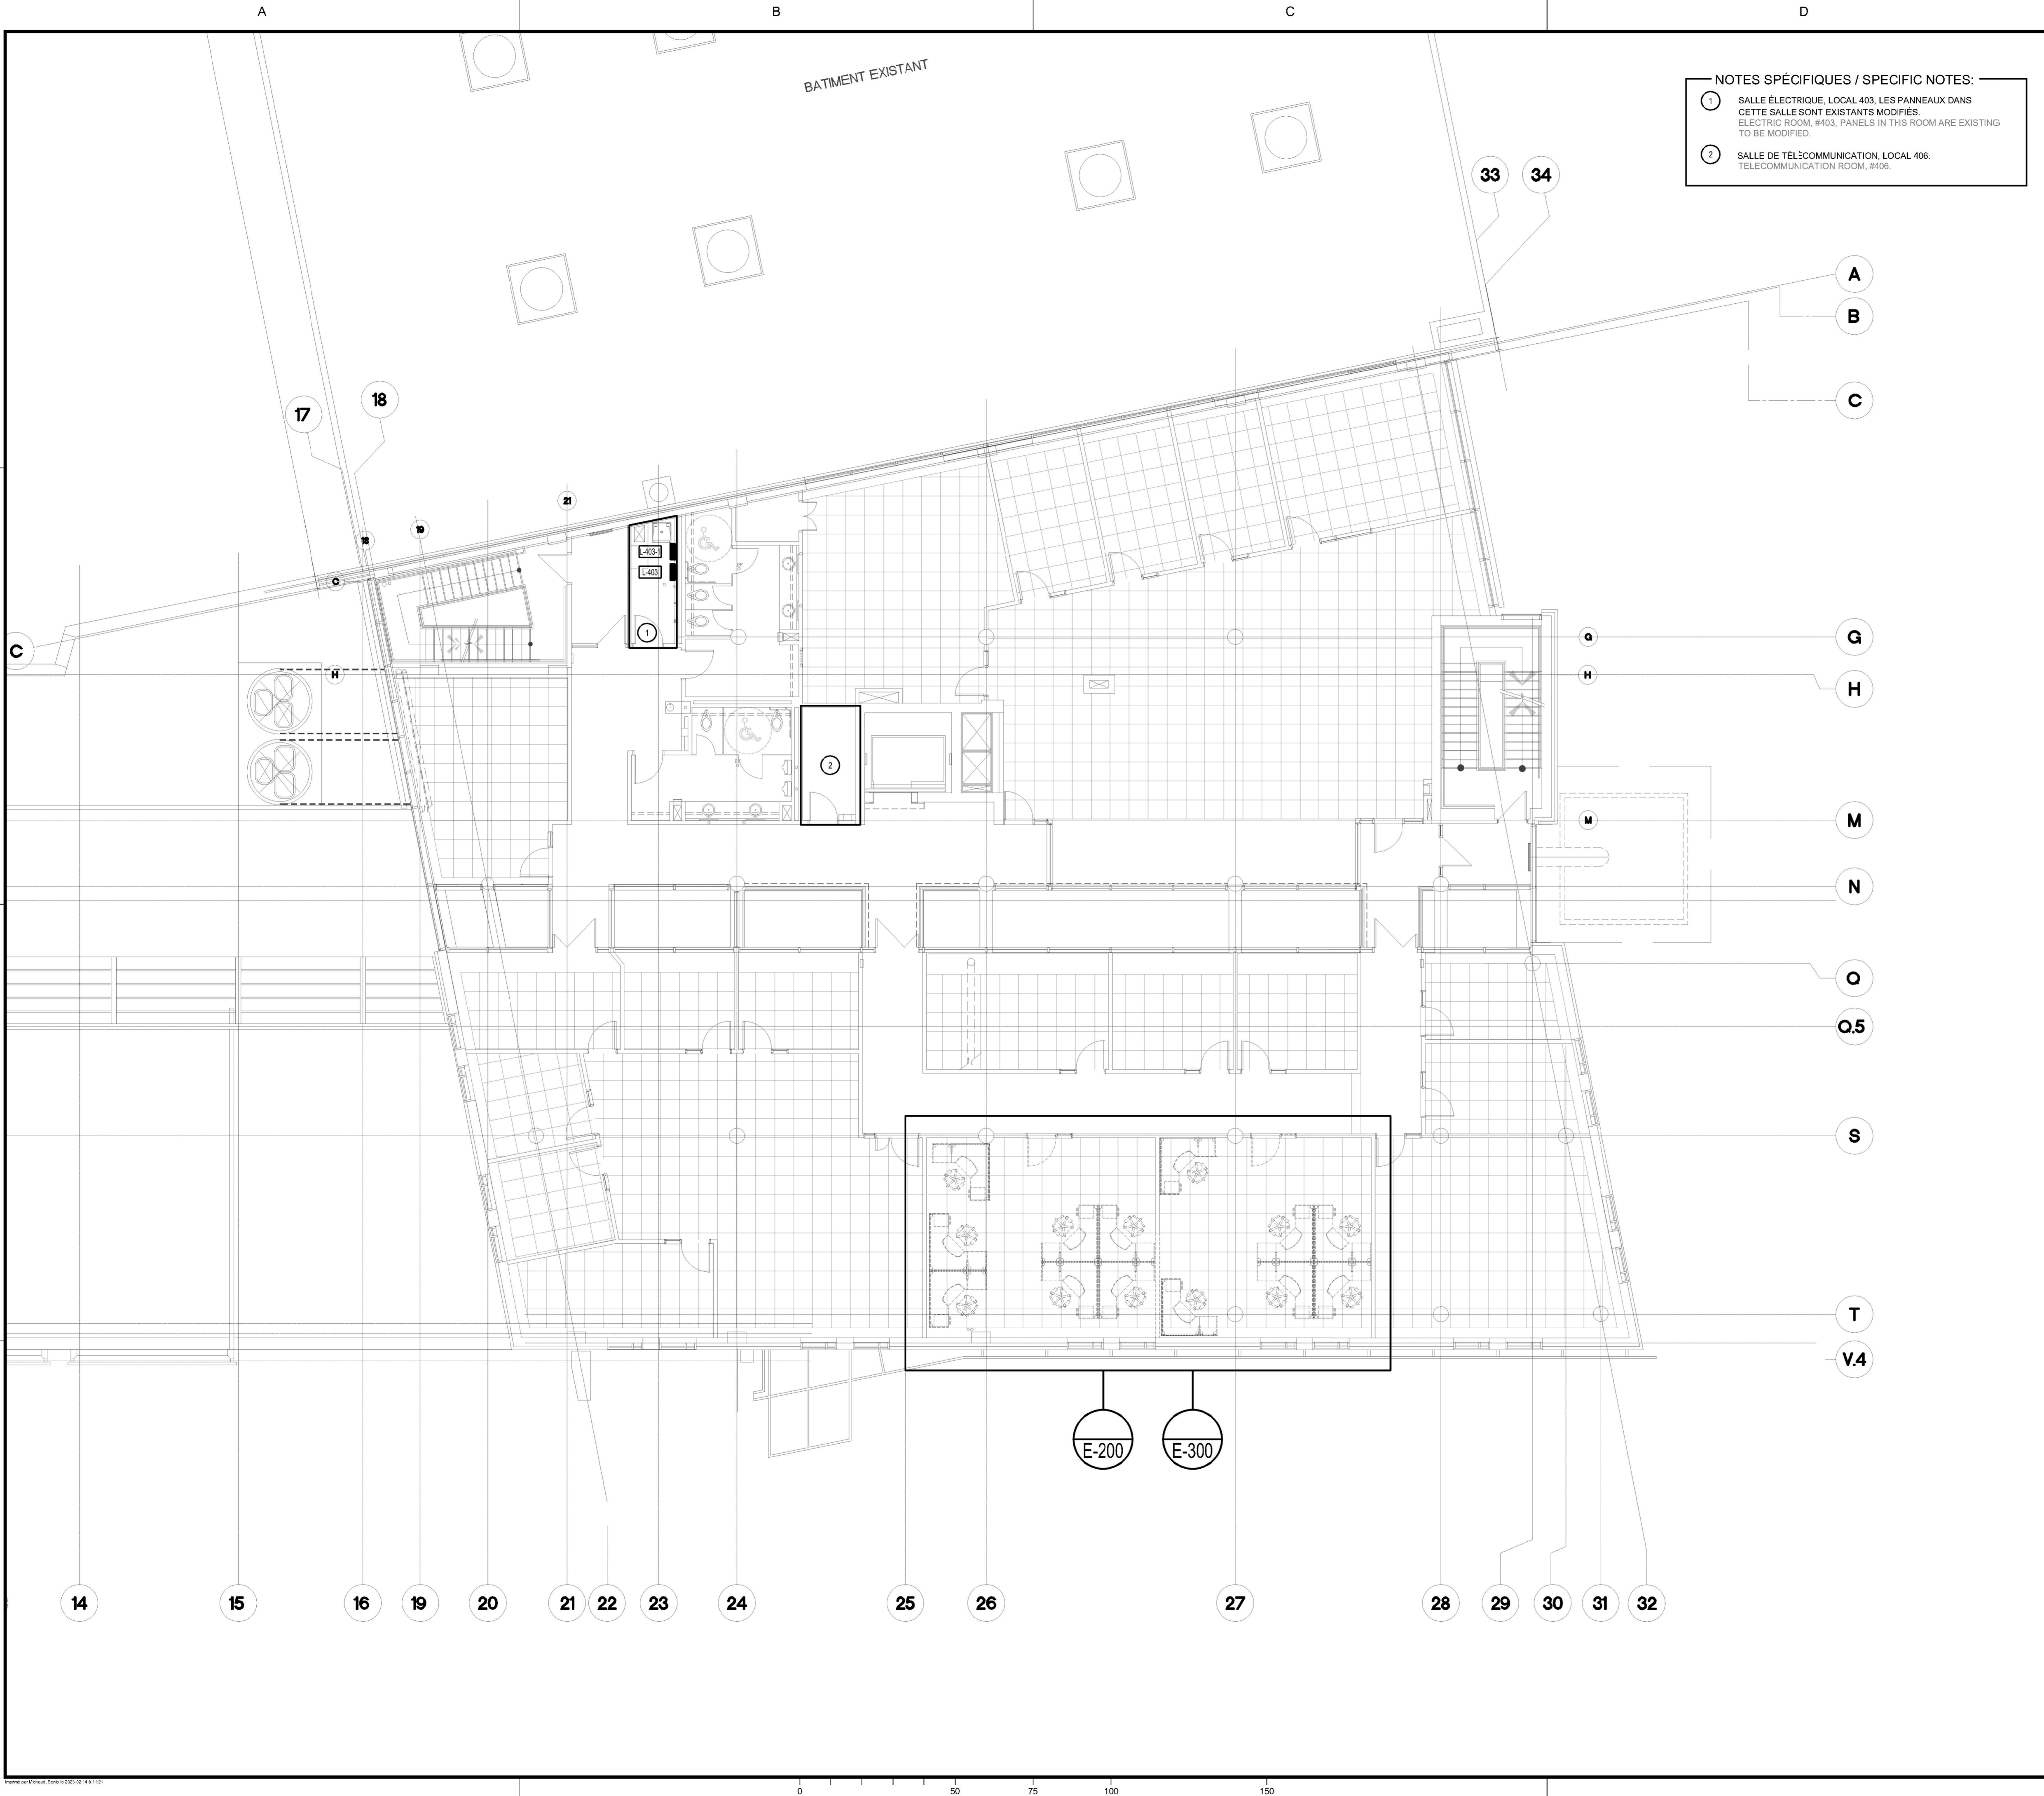 A B C D
BATIMENT EXISTANT
NOTES SPÉCIFIQUES / SPECIFIC NOTES:
1 SALLE ÉLECTRIQUE, LOCAL 403, LES PANNEAUX DANS
CETTE SALLE SONT EXISTANTS MODIFIÉS.
ELECTRIC ROOM, #403, PANELS IN THIS ROOM ARE EXISTING
TO BE MODIFIED.
2 SALLE DE TÉLÉCOMMUNICATION, LOCAL 406.
TELECOMMUNICATION ROOM, #406.
33 34
A
B
C
17 18
21
19
18
C
L-403-1
L-403
1
C
G G
H
H H
2
M M
N
Q
Q.5
S
T
V.4
E-200 E-300
14 15 16 19 20 21 22 23 24 25 26 27 28 29 30 31 32
0 50 75 100 150